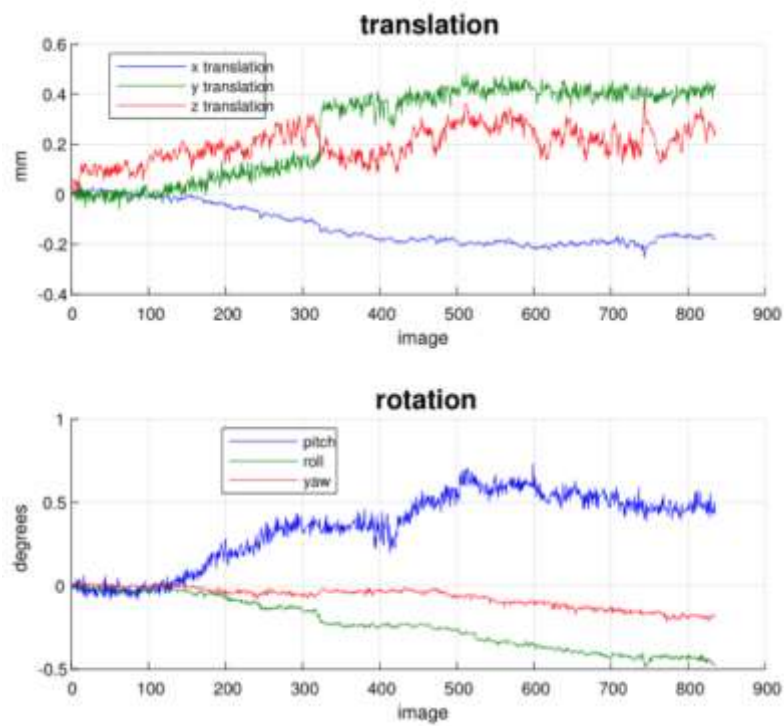 translation
0.6
x translation
y translation
z translation
0.4
0.2
0
-0.2
-0.4
mm
0 100 200 300 400 500 600 700 800 900
image
rotation
1
pitch
roll
yaw
0.5
0
-0.5
degrees
0 100 200 300 400 500 600 700 800 900
image